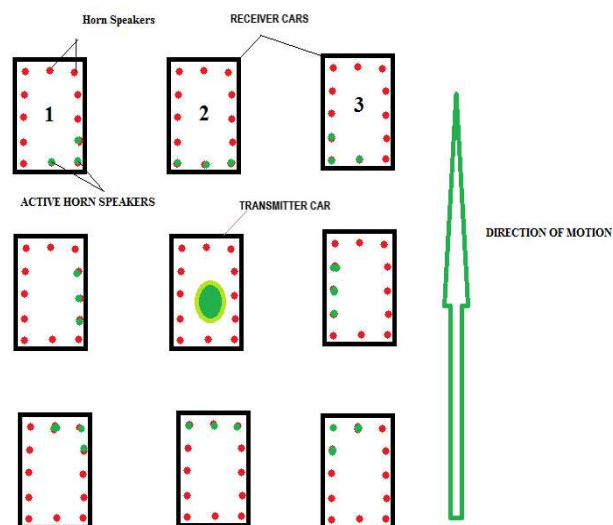 Horn Speakers
RECEIVER CARS
1
2
3
ACTIVE HORN SPEAKERS
TRANSMITTER CAR
DIRECTION OF MOTION